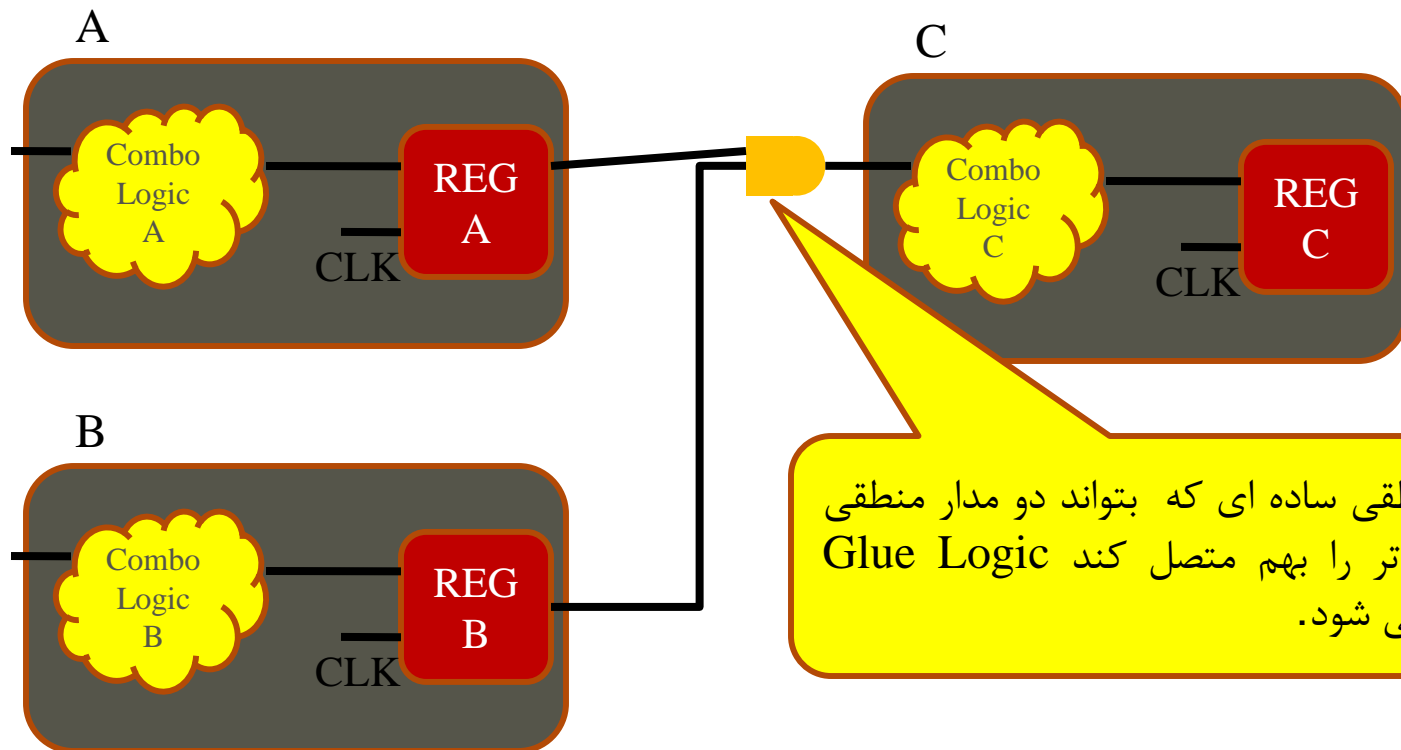 A
Combo
Logic
A
REG
A
CLK
C
Combo
Logic
C
REG
C
CLK
B
Combo
Logic
B
REG
B
CLK
ساده ای که بتواند دو مدار منطقی
را بهم متصل کند Glue Logic
شود.